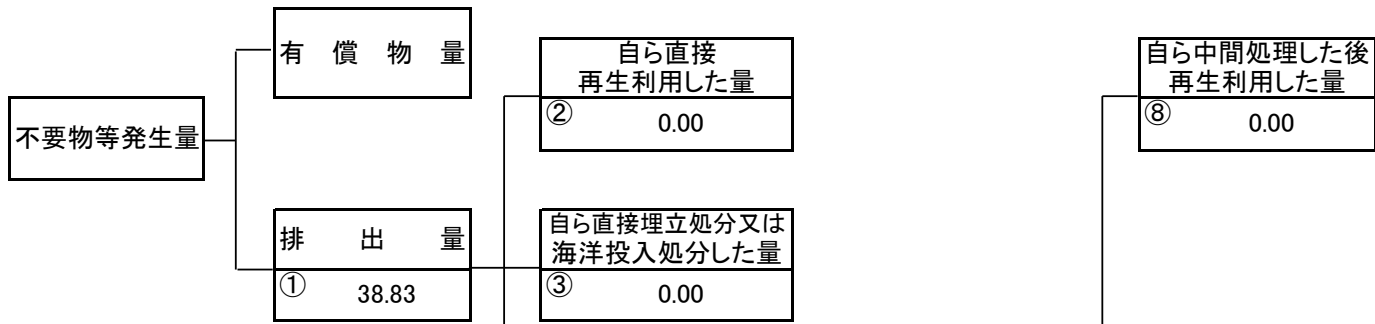 有償物量
自ら直接
再生利用した量
② 0.00
自ら中間処理した後
再生利用した量
⑧ 0.00
不要物等発生量
排出量
① 38.83
自ら直接埋立処分又は
海洋投入処分した量
③ 0.00